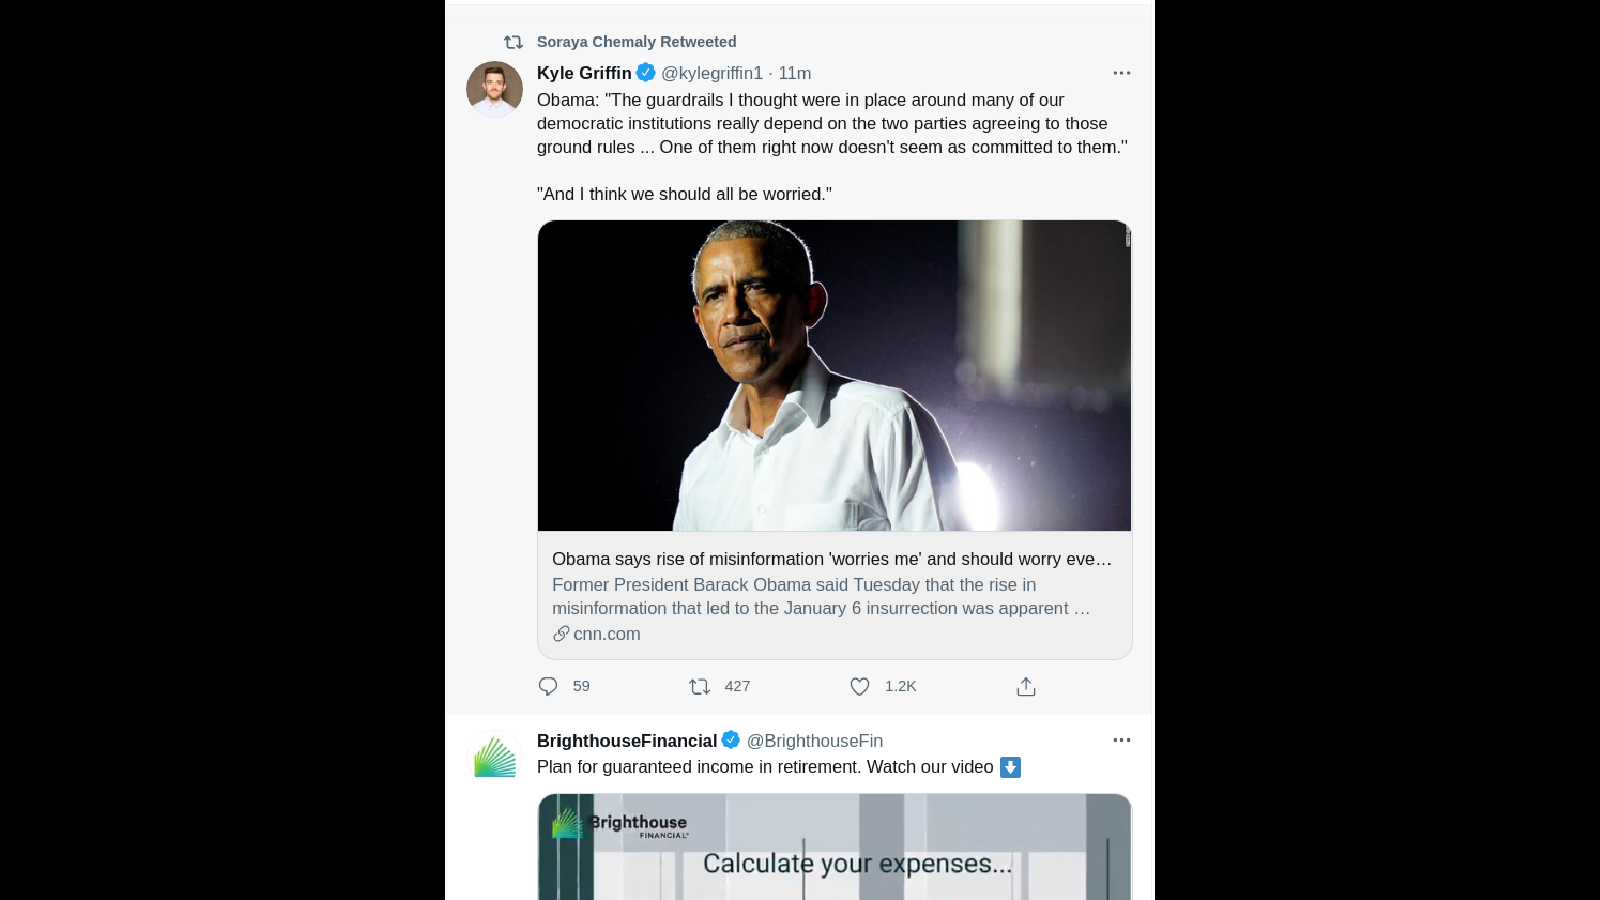 Soraya Chemaly Retweeted
Kyle Griffin @kylegriffin1 · 11m
Obama: "The guardrails I thought were in place around many of our
democratic institutions really depend on the two parties agreeing to those
ground rules ... One of them right now doesn't seem as committed to them."
"And I think we should all be worried."
Obama says rise of misinformation 'worries me' and should worry eve...
Former President Barack Obama said Tuesday that the rise in
misinformation that led to the January 6 insurrection was apparent ...
cnn.com
59 427 1.2K
BrighthouseFinancial @BrighthouseFin
Plan for guaranteed income in retirement. Watch our video
Brighthouse
FINANCIAL
Calculate your expenses...